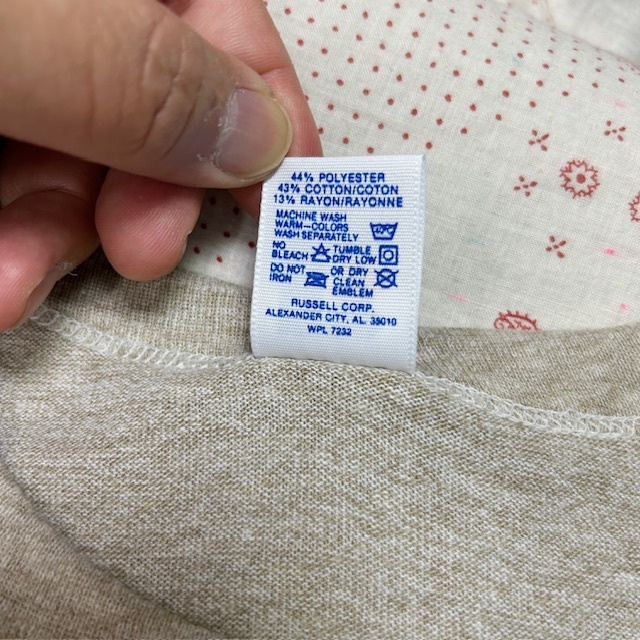 44% POLYESTER
43% COTTON/COTON
13% RAYON/RAYONNE
MACHINE WASH
WARM-COLORS
WASH SEPARATELY
NO BLEACH TUMBLE DRY LOW
DO NOT IRON OR DRY CLEAN EMBLEM
RUSSELL CORP.
ALEXANDER CITY, AL. 35010
WPL 7232